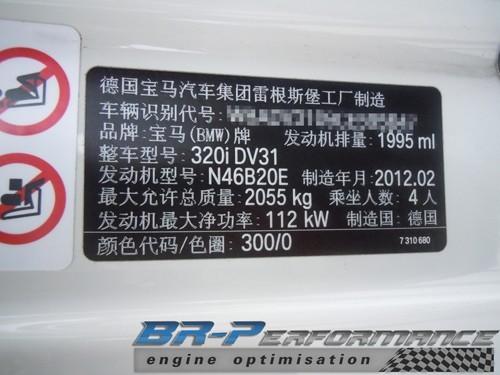 德国宝马汽车集团雷根斯堡工厂制造
车辆识别代号:
品牌:宝马(BMW)牌 发动机排量:1995 ml
整车型号:320i DV31
发动机型号:N46B20E 制造年月:2012.02
最大允许总质量:2055 kg 乘坐人数:4人
发动机最大净功率:112 kW 制造国:德国
颜色代码/色圈:300/0 7 310 680
BR-Performance
engine optimisation